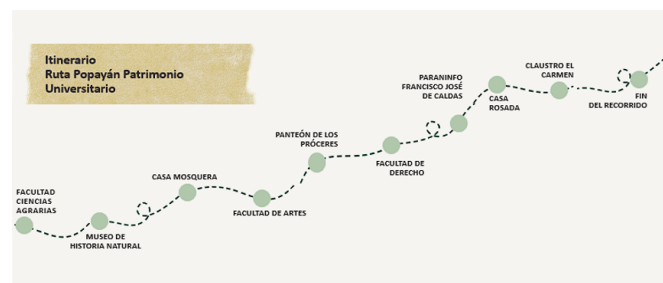 Itinerario
Ruta Popayán Patrimonio
Universitario
FACULTAD
CIENCIAS
AGRARIAS
MUSEO DE
HISTORIA NATURAL
CASA MOSQUERA
FACULTAD DE ARTES
PANTEÓN DE LOS
PRÓCERES
FACULTAD DE
DERECHO
PARANINFO
FRANCISCO JOSÉ
DE CALDAS
CASA
ROSADA
CLAUSTRO EL
CARMEN
FIN
DEL RECORRIDO